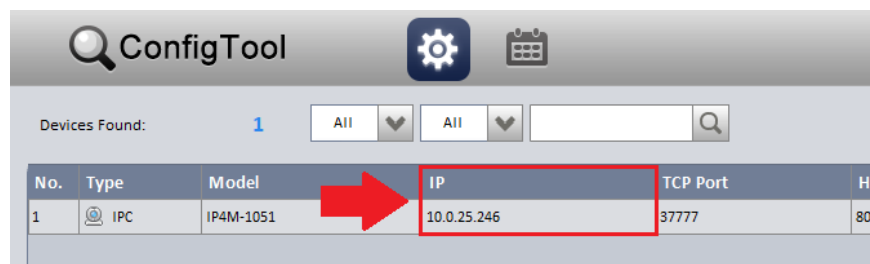 ConfigTool
Devices Found: 1 All All
No. Type Model IP TCP Port H
1 IPC IP4M-1051 10.0.25.246 37777 80